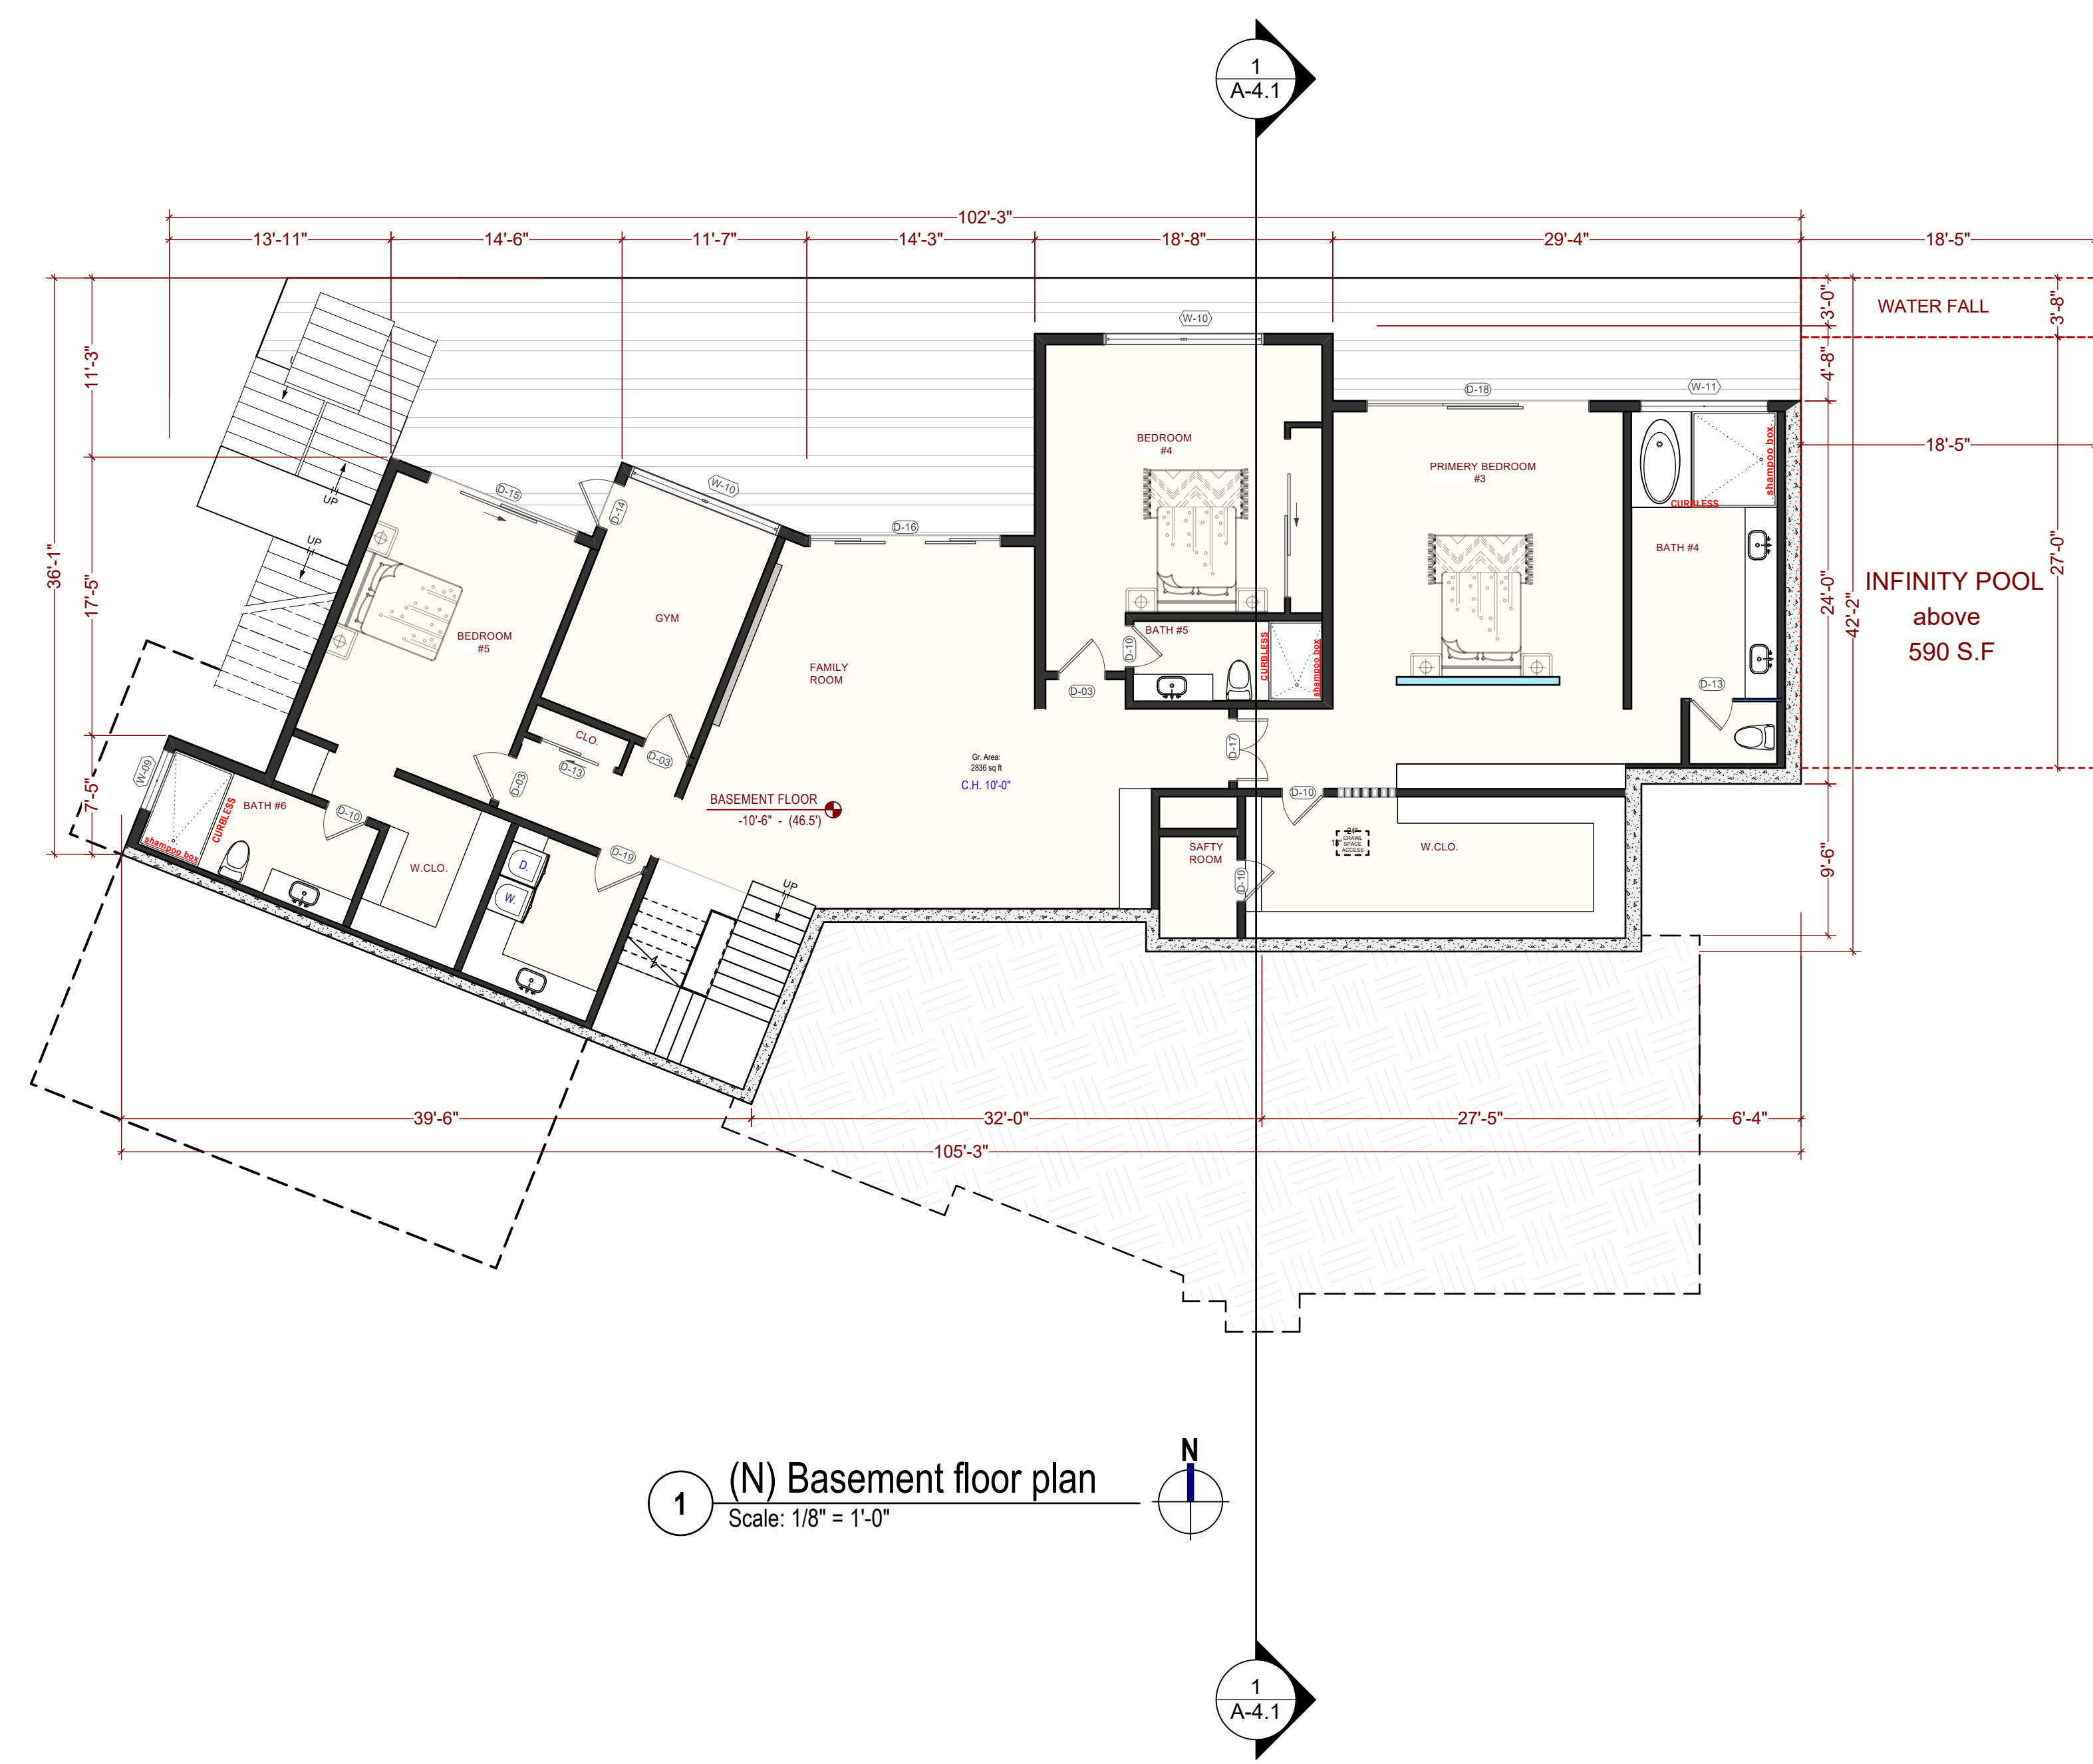 1
A-4.1
102'-3"
13'-11"
14'-6"
11'-7"
14'-3"
18'-8"
29'-4"
18'-5"
3'-0"
WATER FALL
3'-8"
W-10
11'-3"
4'-8"
D-18
W-11
BEDROOM
#4
PRIMERY BEDROOM
#3
shampoo box
18'-5"
CURBLESS
D-15
W-10
D-14
UP
D-16
UP
BATH #4
36'-1"
17'-5"
27'-0"
24'-0"
42'-2"
INFINITY POOL
above
590 S.F
GYM
BEDROOM
#5
BATH #5
D-10
CURBLESS
shampoo box
FAMILY
ROOM
D-03
D-13
CLO.
D-13
D-03
D-03
D-17
Gr. Area:
2836 sq ft
C.H. 10'-0"
W-09
7'-5"
BATH #6
CURBLESS
shampoo box
D-10
BASEMENT FLOOR
-10'-6" - (46.5')
D-10
24"
18"
CRAWL
SPACE
ACCESS
SAFTY
ROOM
W.CLO.
9'-6"
D-19
D.
W.
W.CLO.
D-10
UP
39'-6"
32'-0"
27'-5"
6'-4"
105'-3"
N
1
(N) Basement floor plan
Scale: 1/8" = 1'-0"
1
A-4.1